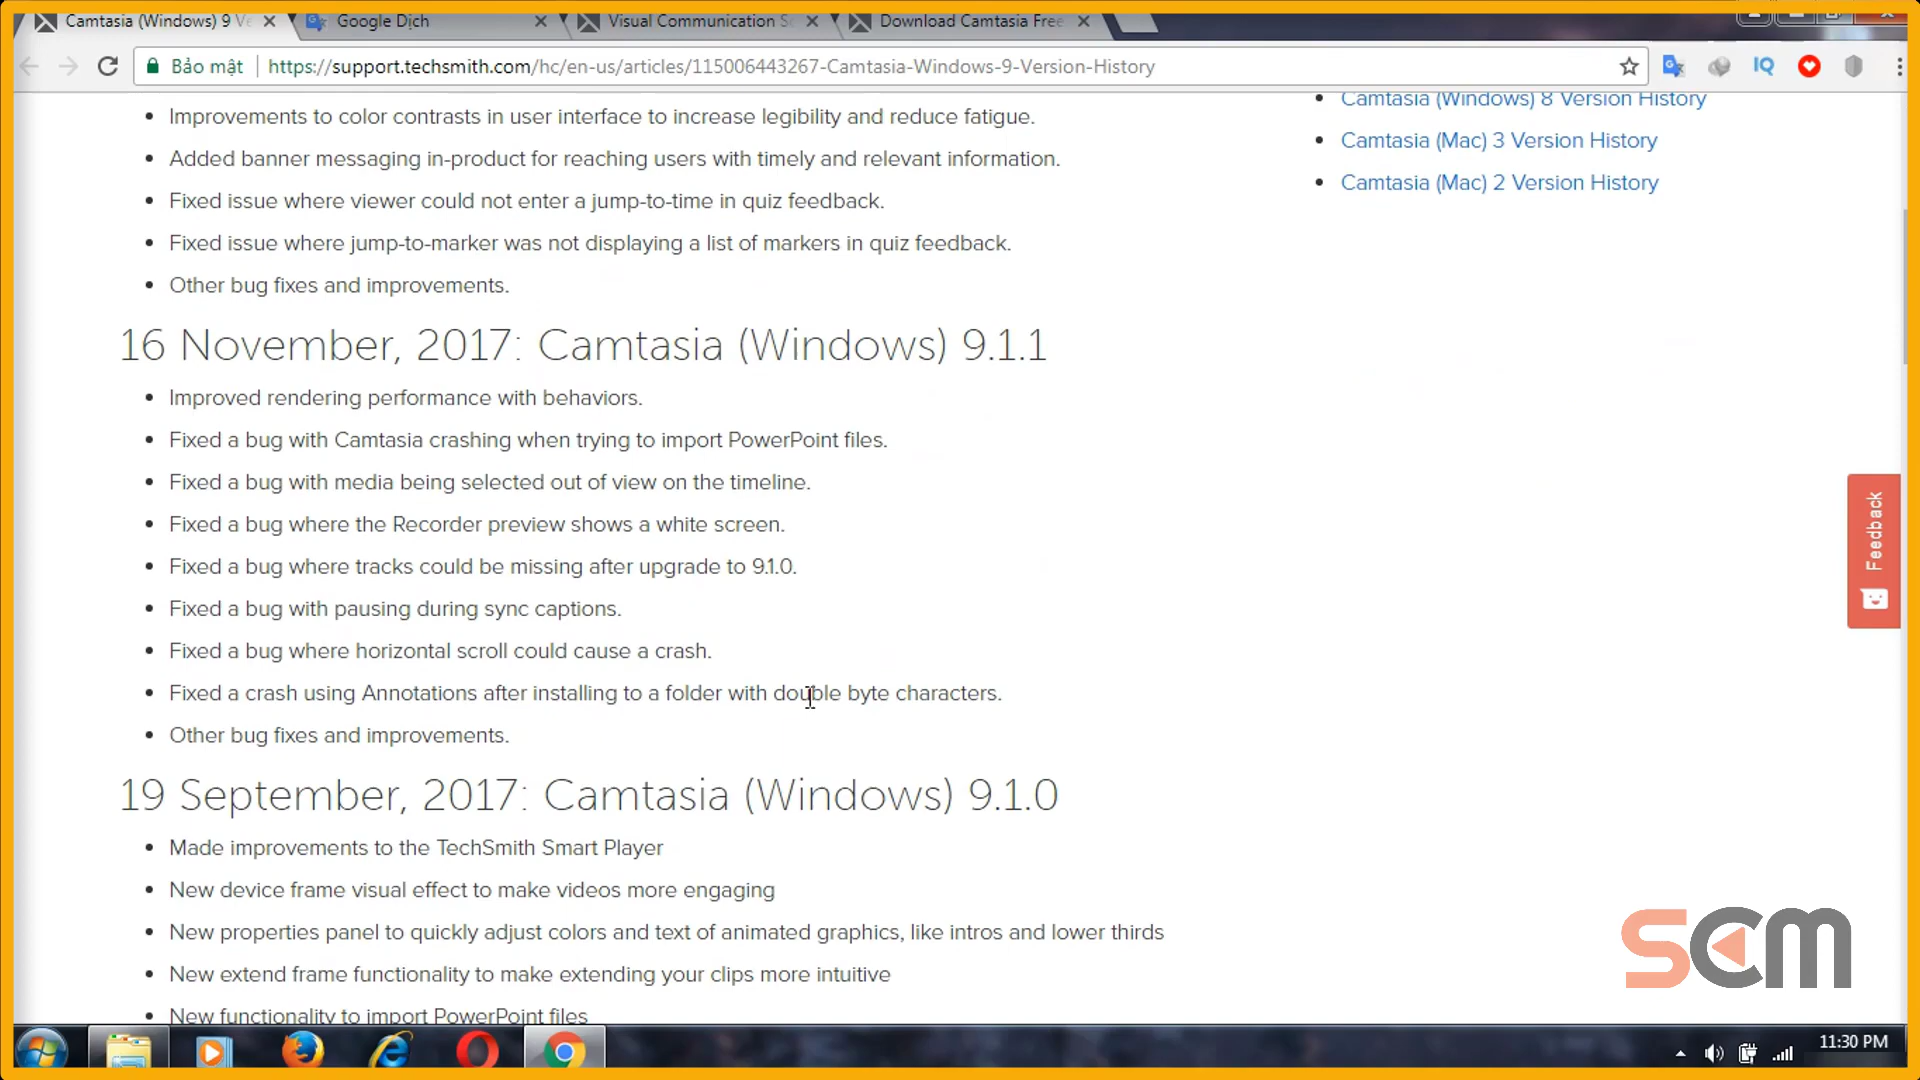 Camtasia (Windows) 9 Ve
Google Dịch
Visual Communication So
Download Camtasia Free
Bảo mật
https://support.techsmith.com/hc/en-us/articles/115006443267-Camtasia-Windows-9-Version-History
IQ
Improvements to color contrasts in user interface to increase legibility and reduce fatigue.
Added banner messaging in-product for reaching users with timely and relevant information.
Fixed issue where viewer could not enter a jump-to-time in quiz feedback.
Fixed issue where jump-to-marker was not displaying a list of markers in quiz feedback.
Other bug fixes and improvements.
Camtasia (Windows) 8 Version History
Camtasia (Mac) 3 Version History
Camtasia (Mac) 2 Version History
16 November, 2017: Camtasia (Windows) 9.1.1
Improved rendering performance with behaviors.
Fixed a bug with Camtasia crashing when trying to import PowerPoint files.
Fixed a bug with media being selected out of view on the timeline.
Fixed a bug where the Recorder preview shows a white screen.
Fixed a bug where tracks could be missing after upgrade to 9.1.0.
Fixed a bug with pausing during sync captions.
Fixed a bug where horizontal scroll could cause a crash.
Fixed a crash using Annotations after installing to a folder with double byte characters.
Other bug fixes and improvements.
Feedback
19 September, 2017: Camtasia (Windows) 9.1.0
Made improvements to the TechSmith Smart Player
New device frame visual effect to make videos more engaging
New properties panel to quickly adjust colors and text of animated graphics, like intros and lower thirds
New extend frame functionality to make extending your clips more intuitive
New functionality to import PowerPoint files
SCM
11:30 PM